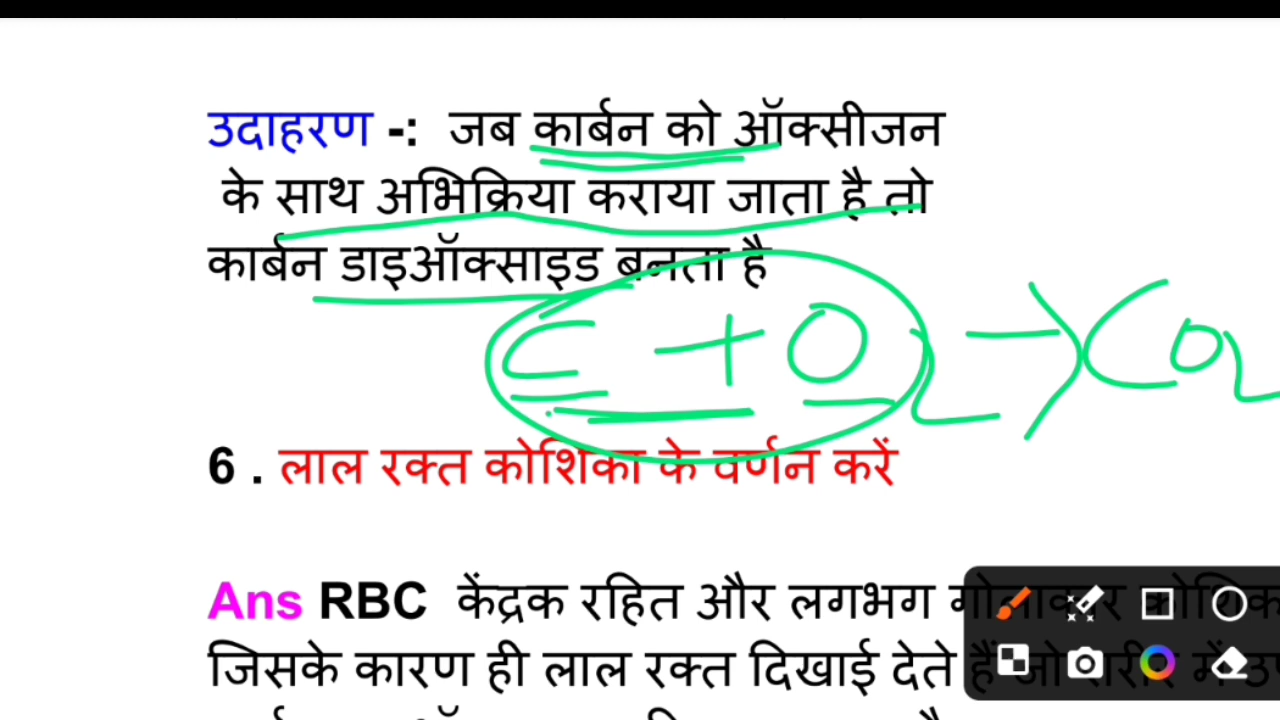 उदाहरण -: जब कार्बन को ऑक्सीजन
के साथ अभिक्रिया कराया जाता है तो
कार्बन डाइऑक्साइड बनता है
C + O2 → CO2
6 . लाल रक्त कोशिका के वर्णन करें
Ans RBC केंद्रक रहित और लगभग गोलाकार
जिसके कारण ही लाल रक्त दिखाई देते हैं जो शरीर में